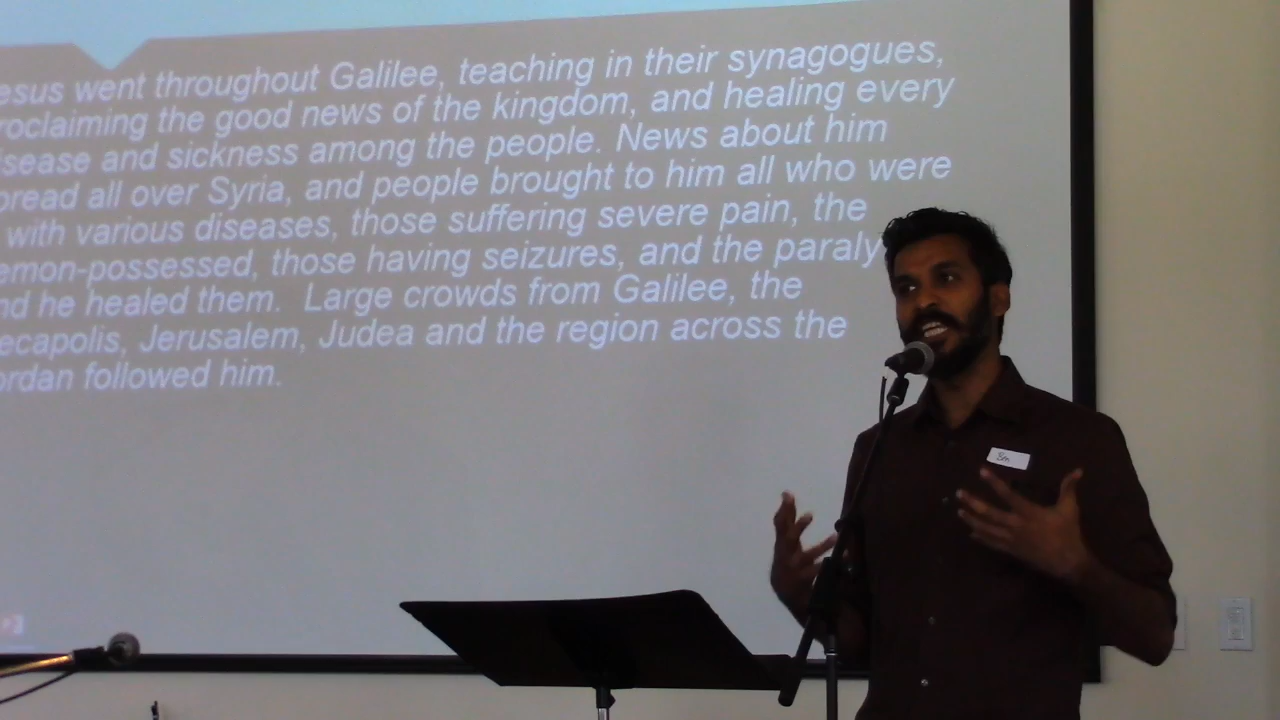 esus went throughout Galilee, teaching in their synagogues,
roclaiming the good news of the kingdom, and healing every
isease and sickness among the people. News about him
pread all over Syria, and people brought to him all who were
with various diseases, those suffering severe pain, the
emon-possessed, those having seizures, and the paraly
nd he healed them. Large crowds from Galilee, the
ecapolis, Jerusalem, Judea and the region across the
ordan followed him.
Ben